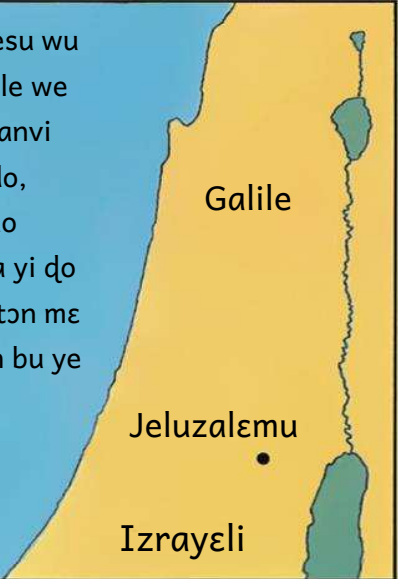 esu wu
le we
anvi
o
yi ɖo
tɔn mɛ
bu ye
Galile
Jeluzalɛmu
Izrayɛli